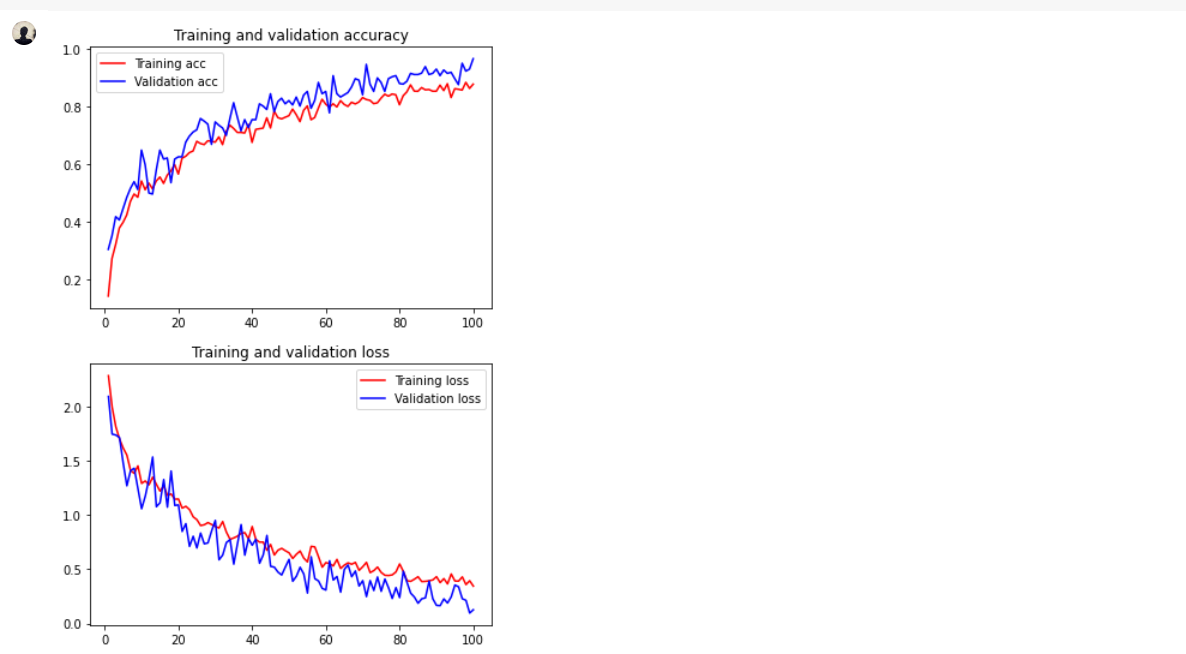 Training and validation accuracy
1.0
Training acc
Validation acc
0.8
0.6
0.4
0.2
0 20 40 60 80 100
Training and validation loss
Training loss
2.0
Validation loss
1.5
1.0
0.5
0.0
0 20 40 60 80 100